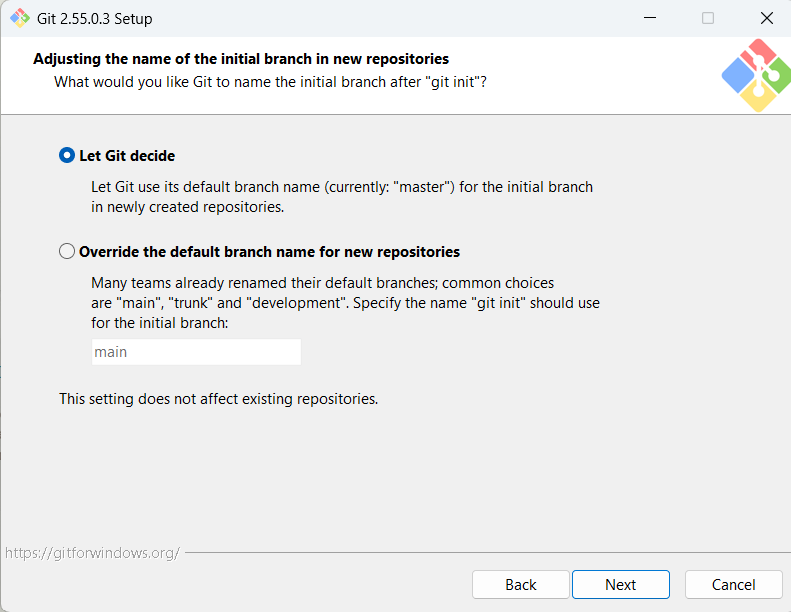 Git 2.55.0.3 Setup
Adjusting the name of the initial branch in new repositories
What would you like Git to name the initial branch after "git init"?
Let Git decide
Let Git use its default branch name (currently: "master") for the initial branch
in newly created repositories.
Override the default branch name for new repositories
Many teams already renamed their default branches; common choices
are "main", "trunk" and "development". Specify the name "git init" should use
for the initial branch:
main
This setting does not affect existing repositories.
https://gitforwindows.org/
Back
Next
Cancel